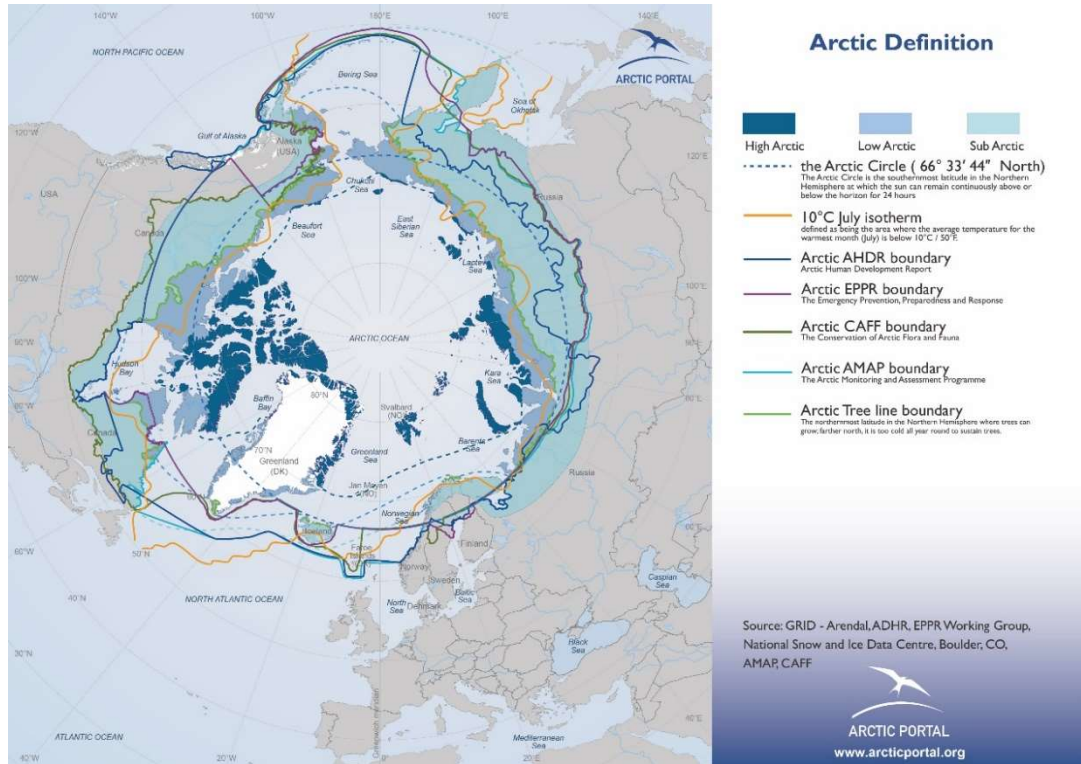 140°W
160°W
180°E
160°E
140°E
NORTH PACIFIC OCEAN
Bering Sea
ARCTIC PORTAL
Sea of
Okhotsk
120°W
Gulf of Alaska
Alaska
(USA)
120°E
USA
Chukchi
Sea
Russia
Canada
Beaufort
Sea
East
Siberian Sea
Laptev
Sea
100°W
100°E
ARCTIC OCEAN
Hudson
Bay
Kara
Sea
Baffin
Bay
80°N
Svalbard
(NO)
Canada
70°N
Greenland
(DK)
Greenland
Sea
Barents
Sea
Jan Mayen
(NO)
Russia
Norwegian
Sea
Iceland
Faroe
Islands
60°W
50°N
Finland
Norway
Sweden
NORTH ATLANTIC OCEAN
North
Sea
Denmark
Baltic
Sea
Caspian
Sea
40°N
Black
Sea
30°N
Greenwich meridian
ATLANTIC OCEAN
Mediterranean
Sea
20°E
40°E
Arctic Definition
High Arctic
Low Arctic
Sub Arctic
the Arctic Circle ( 66° 33' 44" North)
The Arctic Circle is the southernmost latitude in the Northern
Hemisphere at which the sun can remain continuously above or
below the horizon for 24 hours
10°C July isotherm
defined as being the area where the average temperature for the
warmest month (July) is below 10°C / 50°F.
Arctic AHDR boundary
Arctic Human Development Report
Arctic EPPR boundary
The Emergency Prevention, Preparedness and Response
Arctic CAFF boundary
The Conservation of Arctic Flora and Fauna
Arctic AMAP boundary
The Arctic Monitoring and Assessment Programme
Arctic Tree line boundary
The northernmost latitude in the Northern Hemisphere where trees can
grow, farther north, it is too cold all year round to sustain trees.
Source: GRID - Arendal, ADHR, EPPR Working Group,
National Snow and Ice Data Centre, Boulder, CO,
AMAP, CAFF
ARCTIC PORTAL
www.arcticportal.org